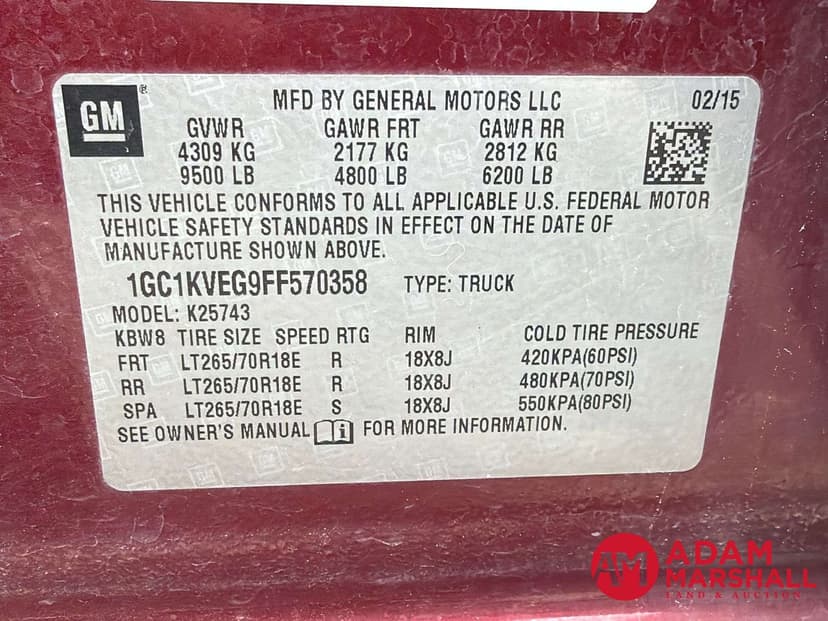 GM
®
MFD BY GENERAL MOTORS LLC 02/15
GVWR GAWR FRT GAWR RR
4309 KG 2177 KG 2812 KG
9500 LB 4800 LB 6200 LB
THIS VEHICLE CONFORMS TO ALL APPLICABLE U.S. FEDERAL MOTOR
VEHICLE SAFETY STANDARDS IN EFFECT ON THE DATE OF
MANUFACTURE SHOWN ABOVE.
1GC1KVEG9FF570358 TYPE: TRUCK
MODEL: K25743
KBW8 TIRE SIZE SPEED RTG RIM COLD TIRE PRESSURE
FRT LT265/70R18E R 18X8J 420KPA(60PSI)
RR LT265/70R18E R 18X8J 480KPA(70PSI)
SPA LT265/70R18E S 18X8J 550KPA(80PSI)
SEE OWNER'S MANUAL i FOR MORE INFORMATION.
AM ADAM
MARSHALL
LAND & AUCTION